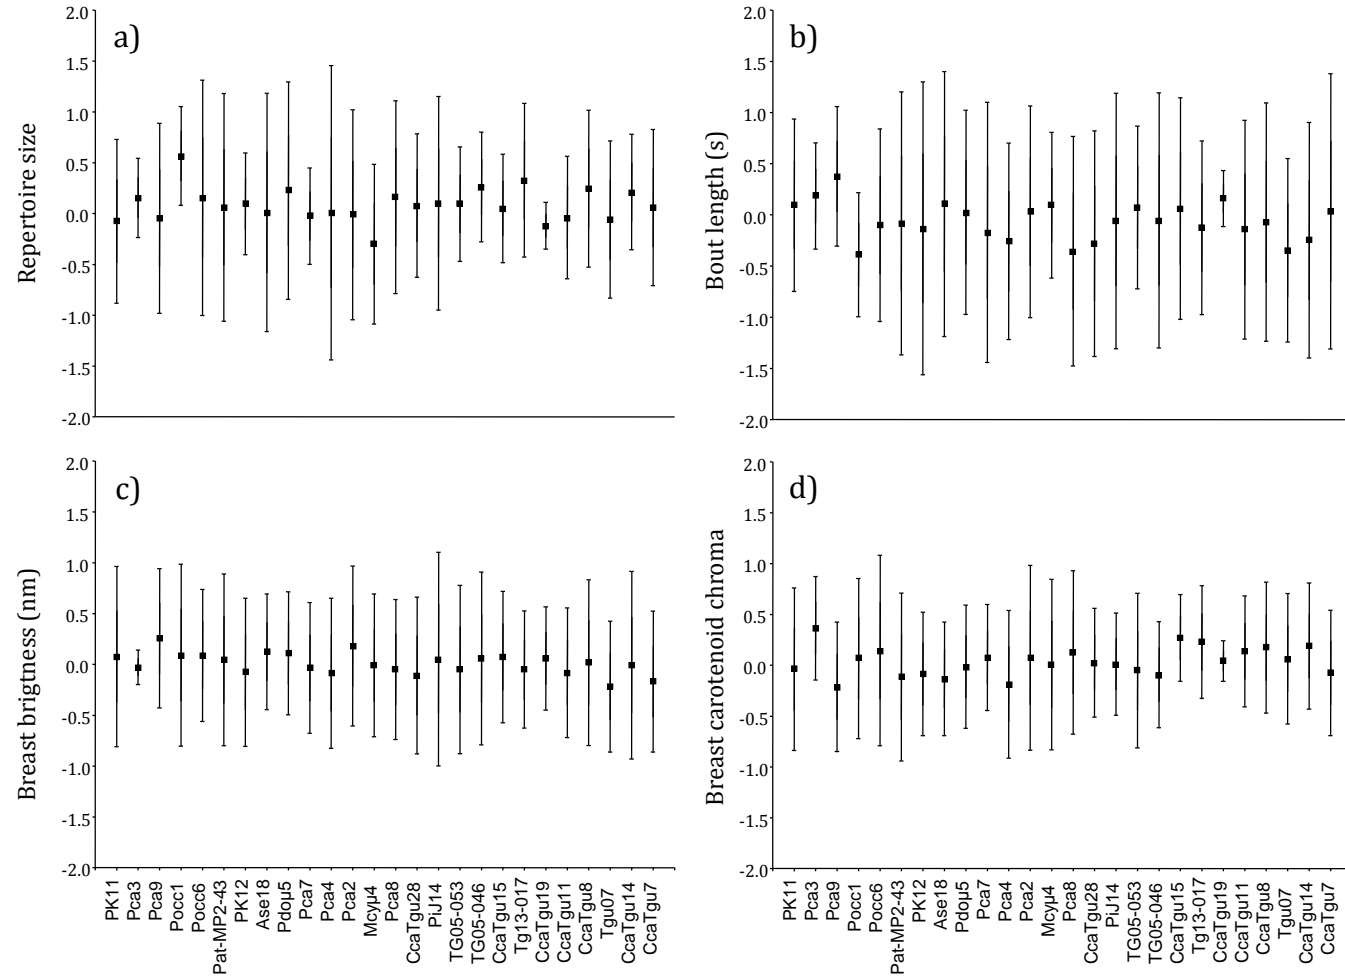 a)
Repertoire size
2.0
1.5
1.0
0.5
0.0
-0.5
-1.0
-1.5
-2.0
b)
Bout length (s)
2.0
1.5
1.0
0.5
0.0
-0.5
-1.0
-1.5
-2.0
c)
Breast brigtness (nm)
2.0
1.5
1.0
0.5
0.0
-0.5
-1.0
-1.5
-2.0
PK11
Pca3
Pca9
Pocc1
Pocc6
Pat-MP2-43
PK12
Ase18
Pdoµ5
Pca7
Pca4
Pca2
Mcyµ4
Pca8
CcaTgu28
PiJ14
TG05-053
TG05-046
CcaTgu15
Tg13-017
CcaTgu19
CcaTgu11
CcaTgu8
Tgu07
CcaTgu14
CcaTgu7
d)
Breast carotenoid chroma
2.0
1.5
1.0
0.5
0.0
-0.5
-1.0
-1.5
-2.0
PK11
Pca3
Pca9
Pocc1
Pocc6
Pat-MP2-43
PK12
Ase18
Pdoµ5
Pca7
Pca4
Pca2
Mcyµ4
Pca8
CcaTgu28
PiJ14
TG05-053
TG05-046
CcaTgu15
Tg13-017
CcaTgu19
CcaTgu11
CcaTgu8
Tgu07
CcaTgu14
CcaTgu7